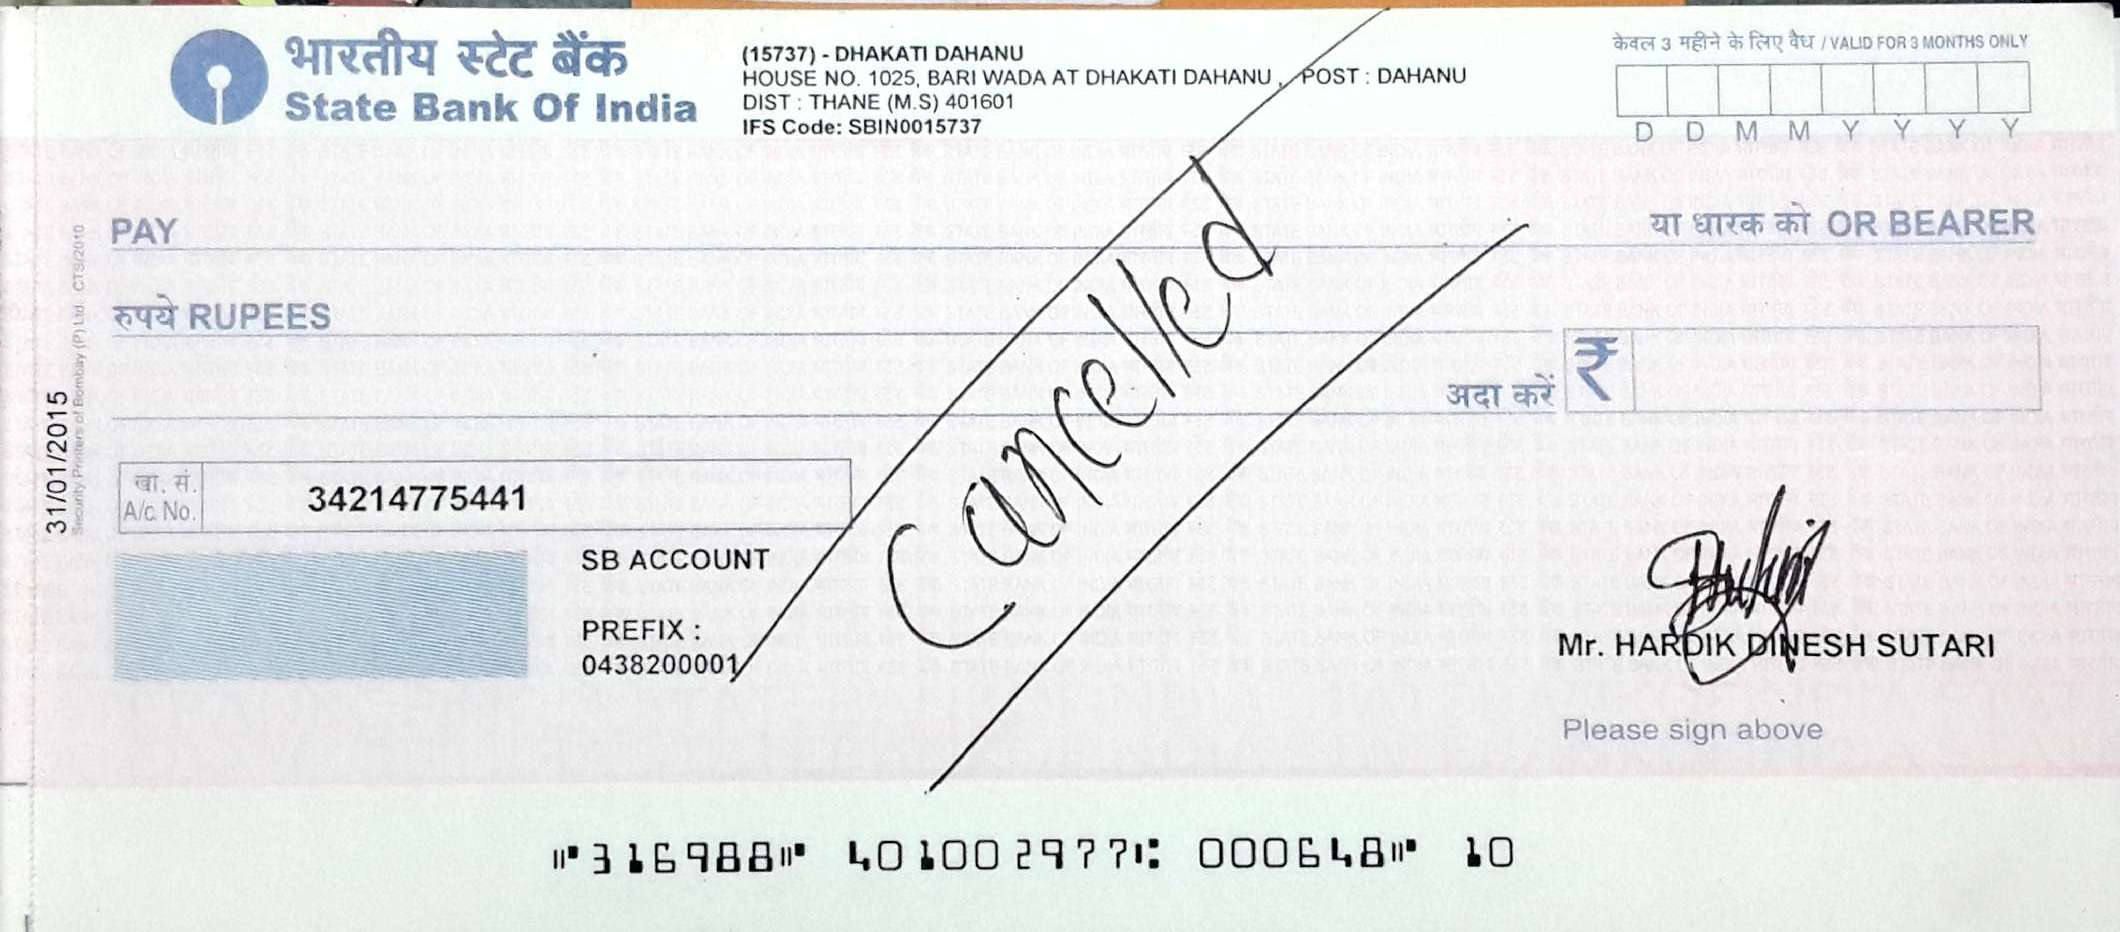 भारतीय स्टेट बैंक
State Bank Of India
(15737) - DHAKATI DAHANU
HOUSE NO. 1025, BARI WADA AT DHAKATI DAHANU , POST : DAHANU
DIST : THANE (M.S) 401601
IFS Code: SBIN0015737
केवल 3 महीने के लिए वैध / VALID FOR 3 MONTHS ONLY
D D M M Y Y Y Y
PAY
या धारक को OR BEARER
रुपये RUPEES
अदा करें ₹
Cancelled
31/01/2015
Security Printers of Bombay (P) Ltd. CTS/2010
खा. सं.
A/c. No.
34214775441
SB ACCOUNT
PREFIX :
0438200001
Mr. HARDIK DINESH SUTARI
Please sign above
⑈316988⑈ 401002977⑆ 000648⑈ 10